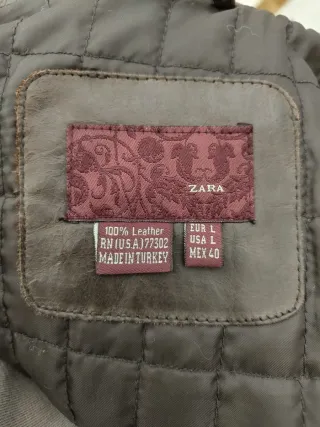 ZARA
100% Leather
RN(U.S.A.)77302
MADE IN TURKEY
EUR L
USA L
MEX 40